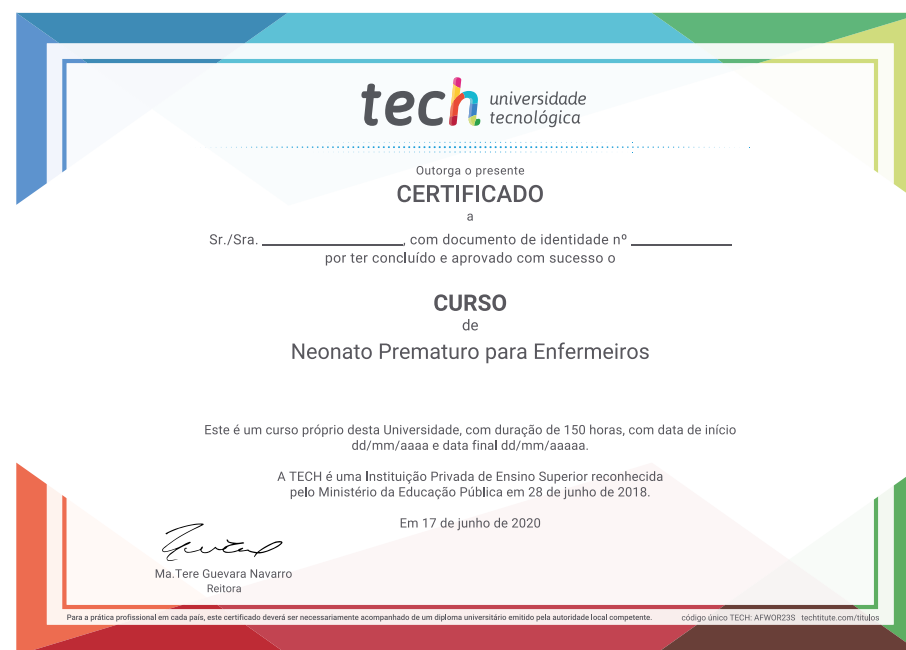 tech universidade
tecnológica
Outorga o presente
CERTIFICADO
a
Sr./Sra. ____________, com documento de identidade nº ____________
por ter concluído e aprovado com sucesso o
CURSO
de
Neonato Prematuro para Enfermeiros
Este é um curso próprio desta Universidade, com duração de 150 horas, com data de início
dd/mm/aaaa e data final dd/mm/aaaaa.
A TECH é uma Instituição Privada de Ensino Superior reconhecida
pelo Ministério da Educação Pública em 28 de junho de 2018.
Em 17 de junho de 2020
Ma.Tere Guevara Navarro
Reitora
Para a prática profissional em cada país, este certificado deverá ser necessariamente acompanhado de um diploma universitário emitido pela autoridade local competente.
código único TECH: AFWOR23S techtitute.com/titulos